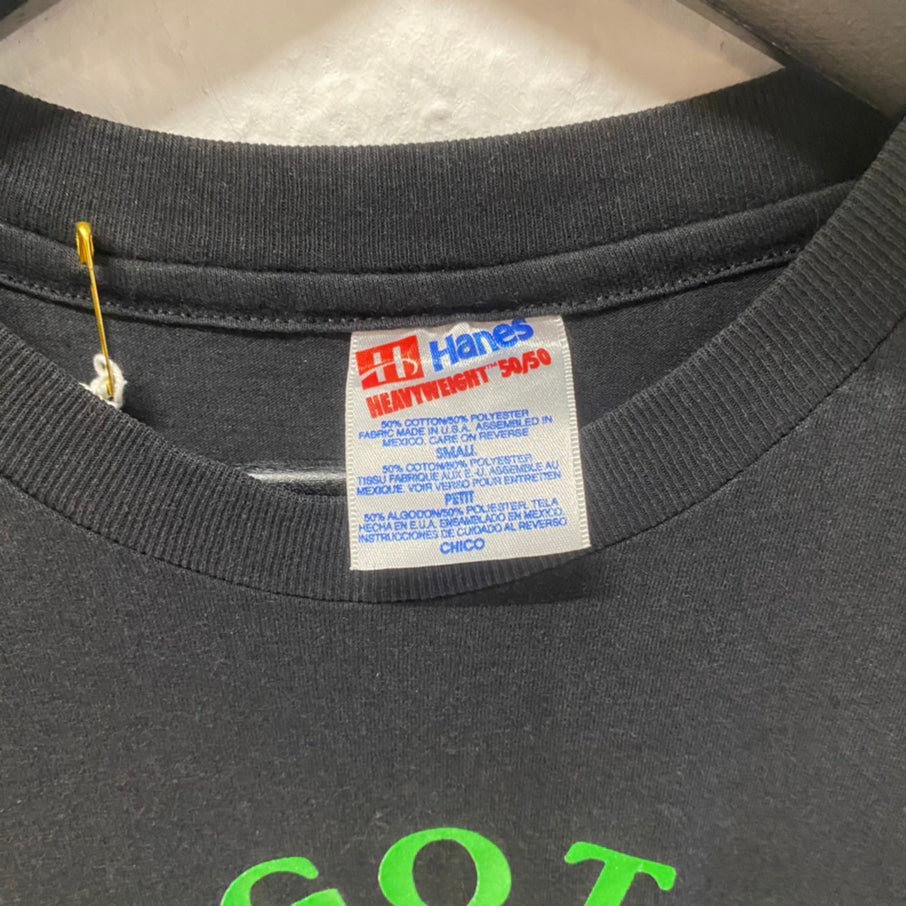 Hanes
HEAVYWEIGHT™ 50/50
50% COTTON/50% POLYESTER
FABRIC MADE IN U.S.A. ASSEMBLED IN
MEXICO. CARE ON REVERSE
SMALL
50% COTON/50% POLYESTER
TISSU FABRIQUE AUX E.-U. ASSEMBLE AU
MEXIQUE. VOIR VERSO POUR ENTRETIEN
PETIT
50% ALGODON/50% POLIESTER. TELA
HECHA EN E.U.A. ENSAMBLADO EN MEXICO.
INSTRUCCIONES DE CUIDADO AL REVERSO
CHICO
GOT